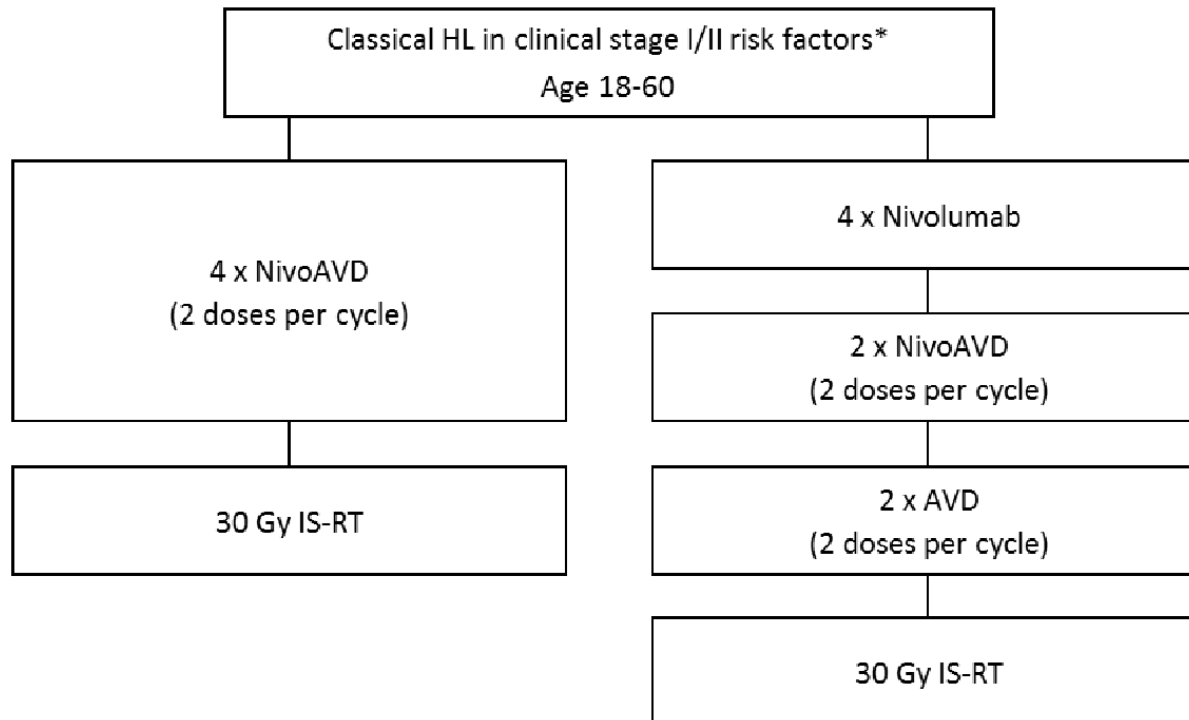 Classical HL in clinical stage I/II risk factors*
Age 18-60
4 x NivoAVD
(2 doses per cycle)
30 Gy IS-RT
4 x Nivolumab
2 x NivoAVD
(2 doses per cycle)
2 x AVD
(2 doses per cycle)
30 Gy IS-RT